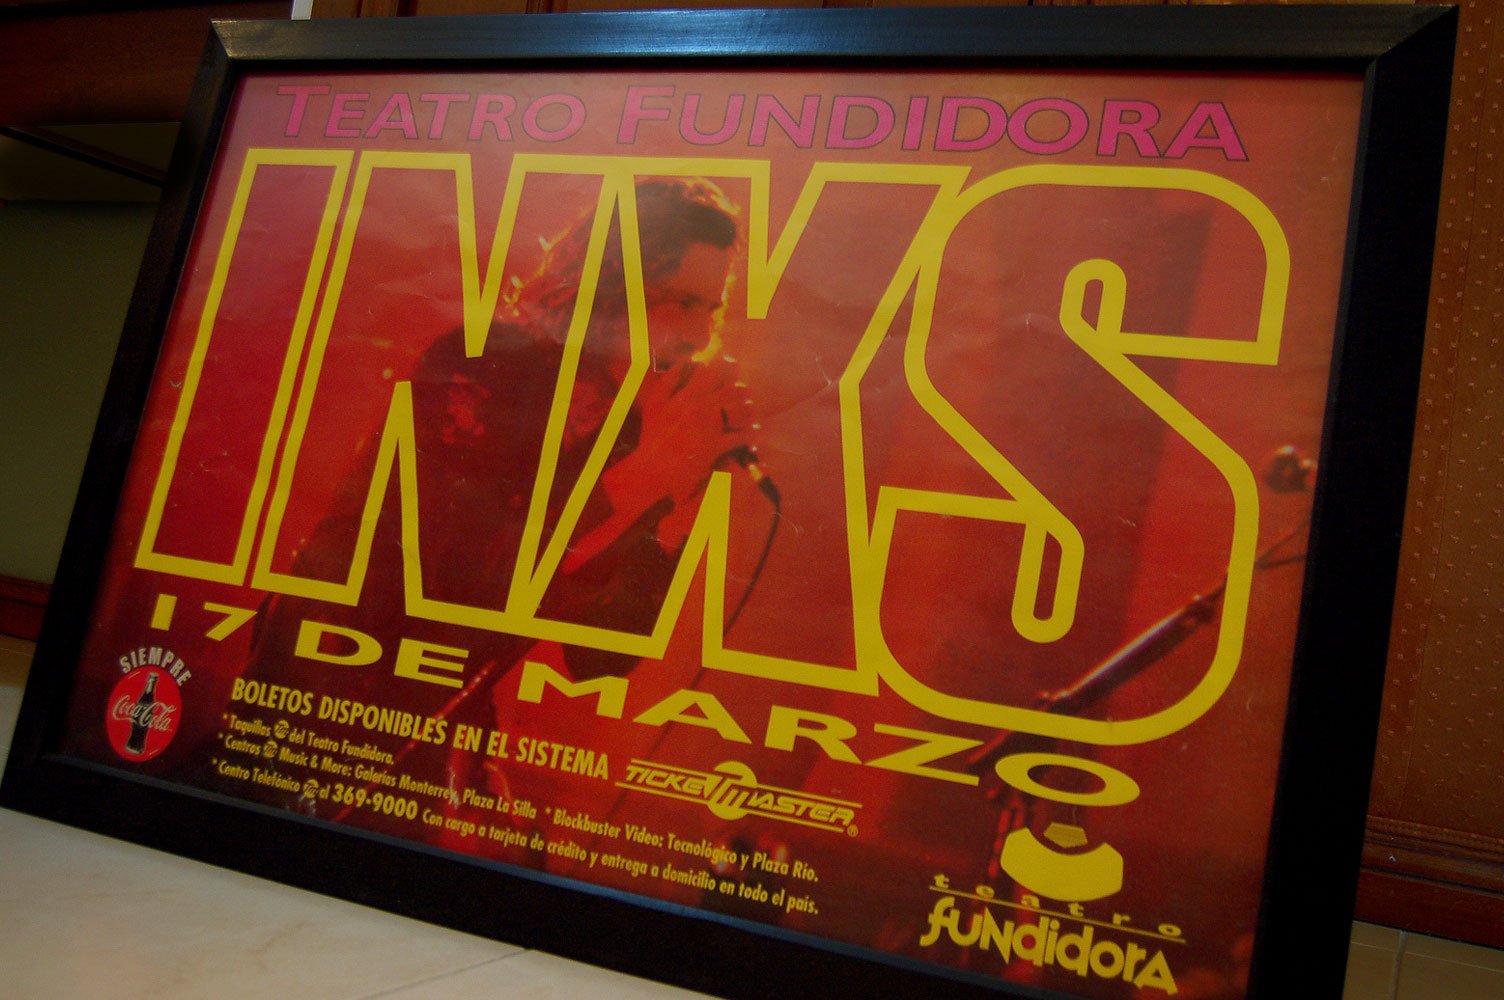 TEATRO FUNDIDORA
INXS
17 DE MARZO
SIEMPRE
Coca-Cola
BOLETOS DISPONIBLES EN EL SISTEMA TICKETMASTER®
* Taquillas del Teatro Fundidora.
* Centros Music & More: Galerías Monterrey, Plaza La Silla * Blockbuster Video: Tecnológico y Plaza Río.
* Centro Telefónico al 369-9000 Con cargo a tarjeta de crédito y entrega a domicilio en todo el país.
teatro
fundidora